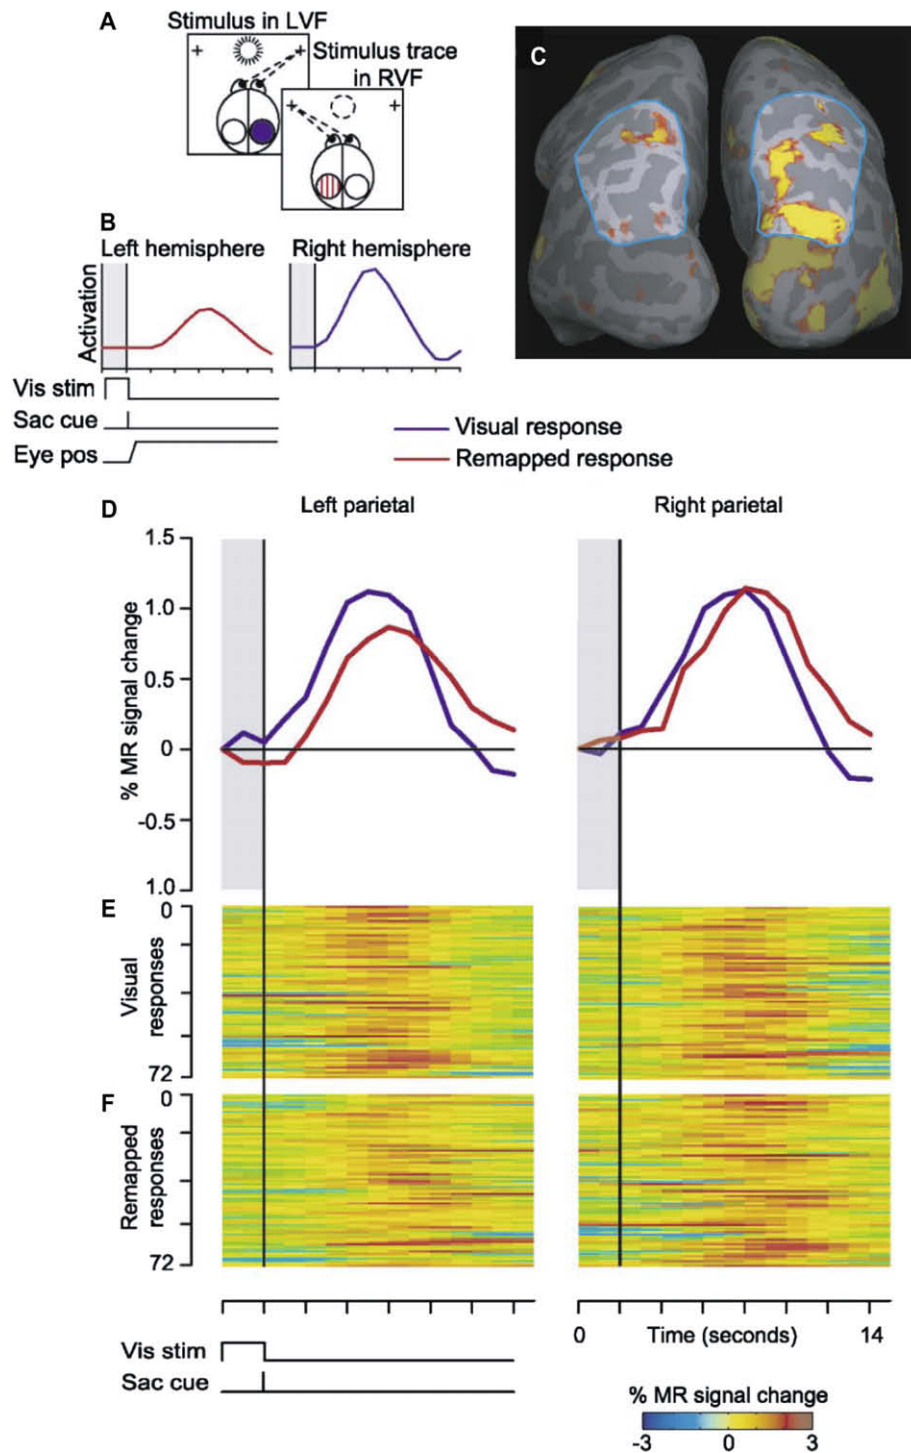 A
Stimulus in LVF
Stimulus trace
in RVF
B
Left hemisphere
Right hemisphere
Activation
Vis stim
Sac cue
Eye pos
C
Visual response
Remapped response
D
Left parietal
Right parietal
% MR signal change
1.5
1.0
0.5
0
-0.5
1.0
E
Visual
responses
0
72
F
Remapped
responses
0
72
0
Time (seconds)
14
Vis stim
Sac cue
% MR signal change
-3
0
3